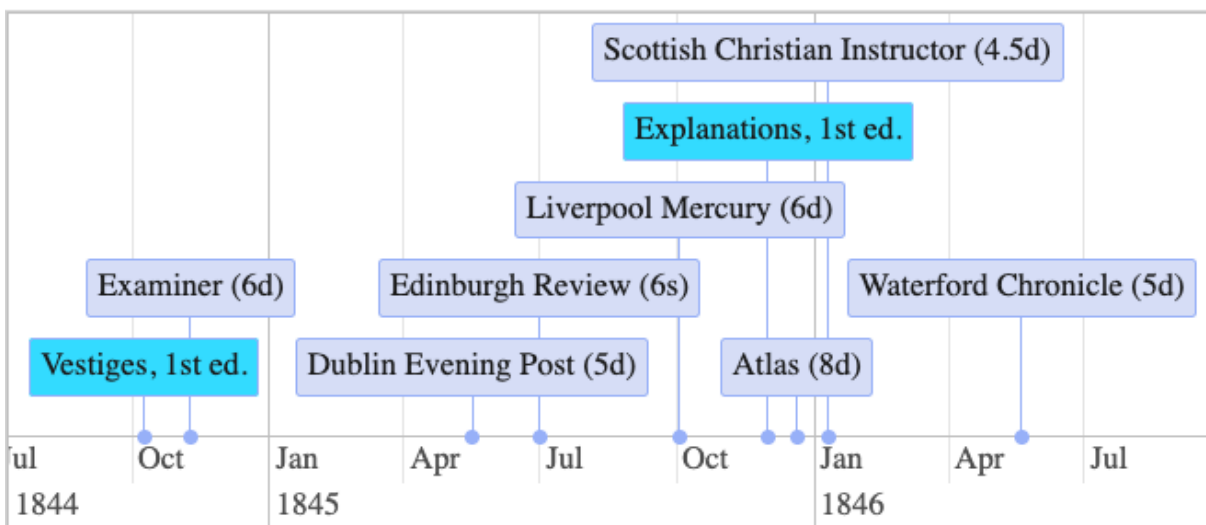 Scottish Christian Instructor (4.5d)
Explanations, 1st ed.
Liverpool Mercury (6d)
Examiner (6d)
Edinburgh Review (6s)
Waterford Chronicle (5d)
Vestiges, 1st ed.
Dublin Evening Post (5d)
Atlas (8d)
ul Oct Jan Apr Jul Oct Jan Apr Jul
1844 1845 1846